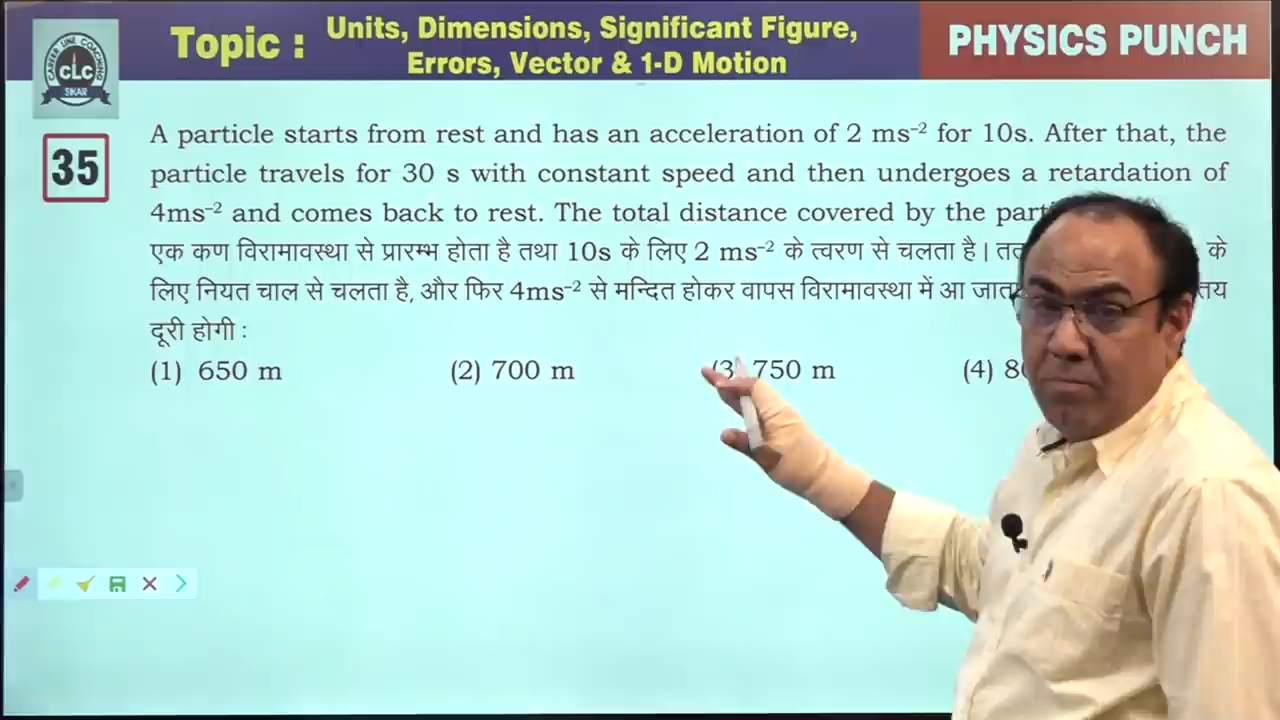 Topic : Units, Dimensions, Significant Figure,
Errors, Vector & 1-D Motion
PHYSICS PUNCH
CAREER LINE COACHING
CLC
SIKAR
35
A particle starts from rest and has an acceleration of 2 ms⁻² for 10s. After that, the
particle travels for 30 s with constant speed and then undergoes a retardation of
4ms⁻² and comes back to rest. The total distance covered by the
एक कण विरामावस्था से प्रारम्भ होता है तथा 10s के लिए 2 ms⁻² के त्वरण से चलता है। के
लिए नियत चाल से चलता है, और फिर 4ms⁻² से मन्दित होकर वापस विरामावस्था में आ
दूरी होगी :
(1) 650 m (2) 700 m (3) 750 m (4)